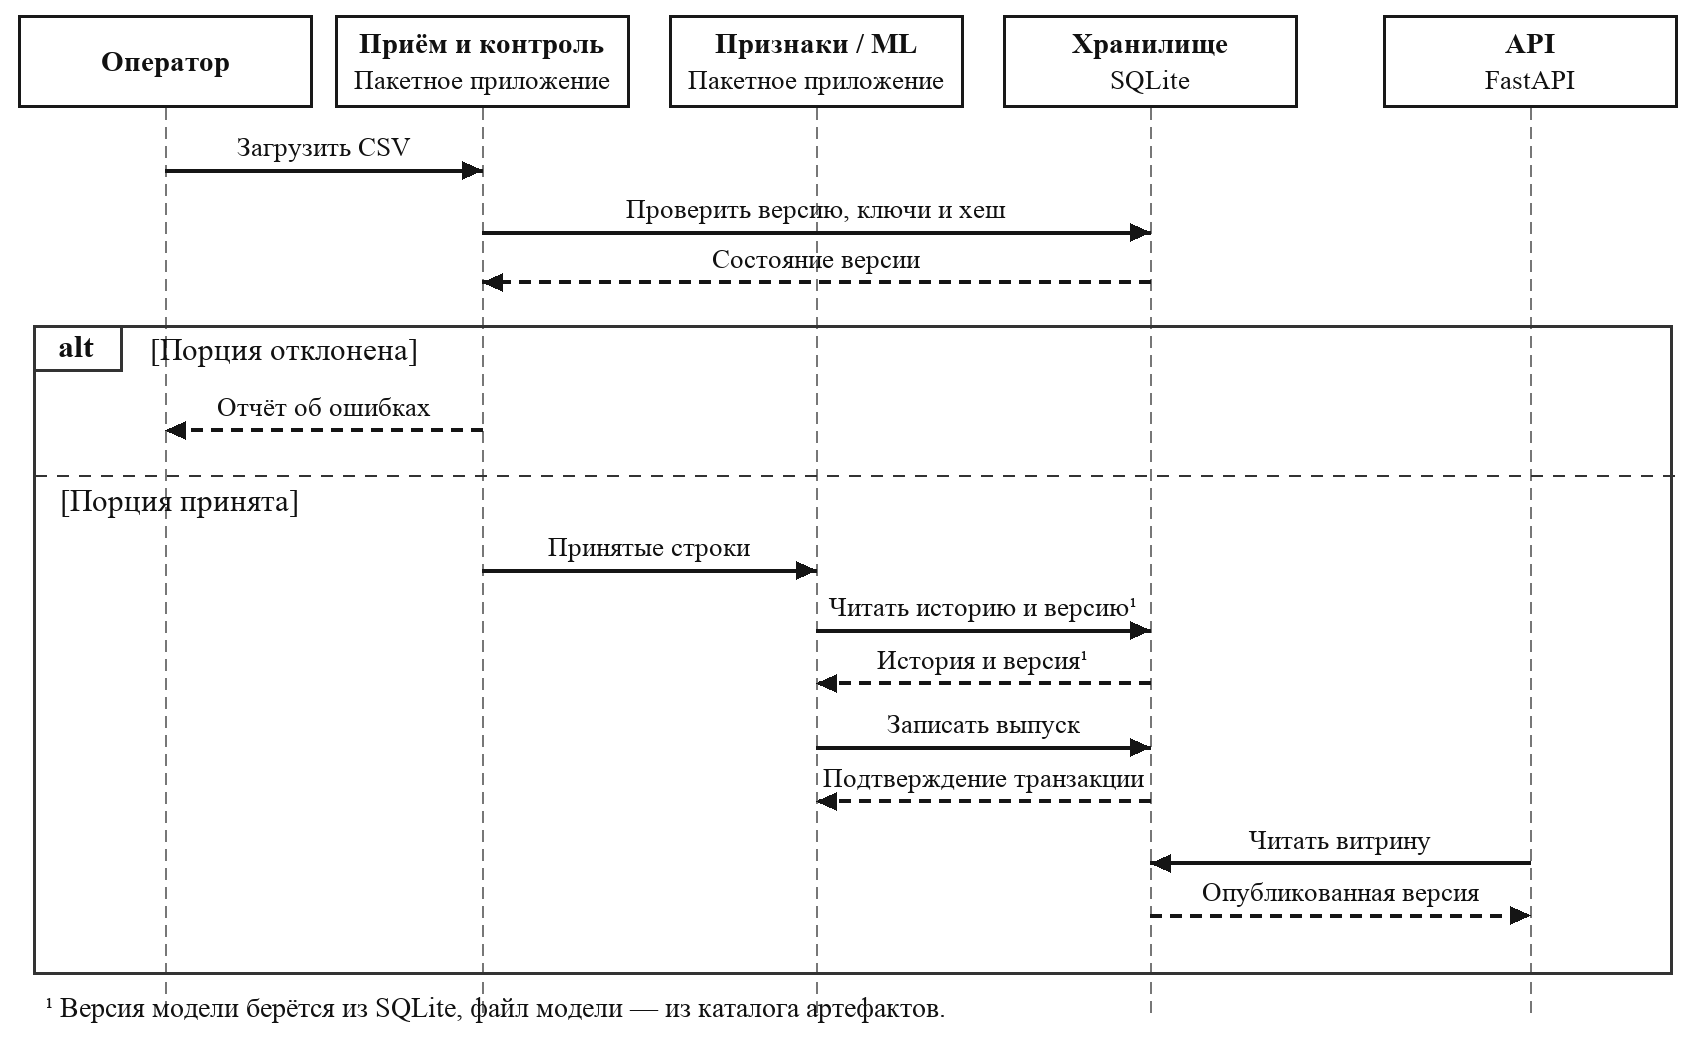 Оператор
Приём и контроль
Пакетное приложение
Признаки / ML
Пакетное приложение
Хранилище
SQLite
API
FastAPI
Загрузить CSV
Проверить версию, ключи и хеш
Состояние версии
alt
[Порция отклонена]
Отчёт об ошибках
[Порция принята]
Принятые строки
Читать историю и версию¹
История и версия¹
Записать выпуск
Подтверждение транзакции
Читать витрину
Опубликованная версия
¹ Версия модели берётся из SQLite, файл модели — из каталога артефактов.